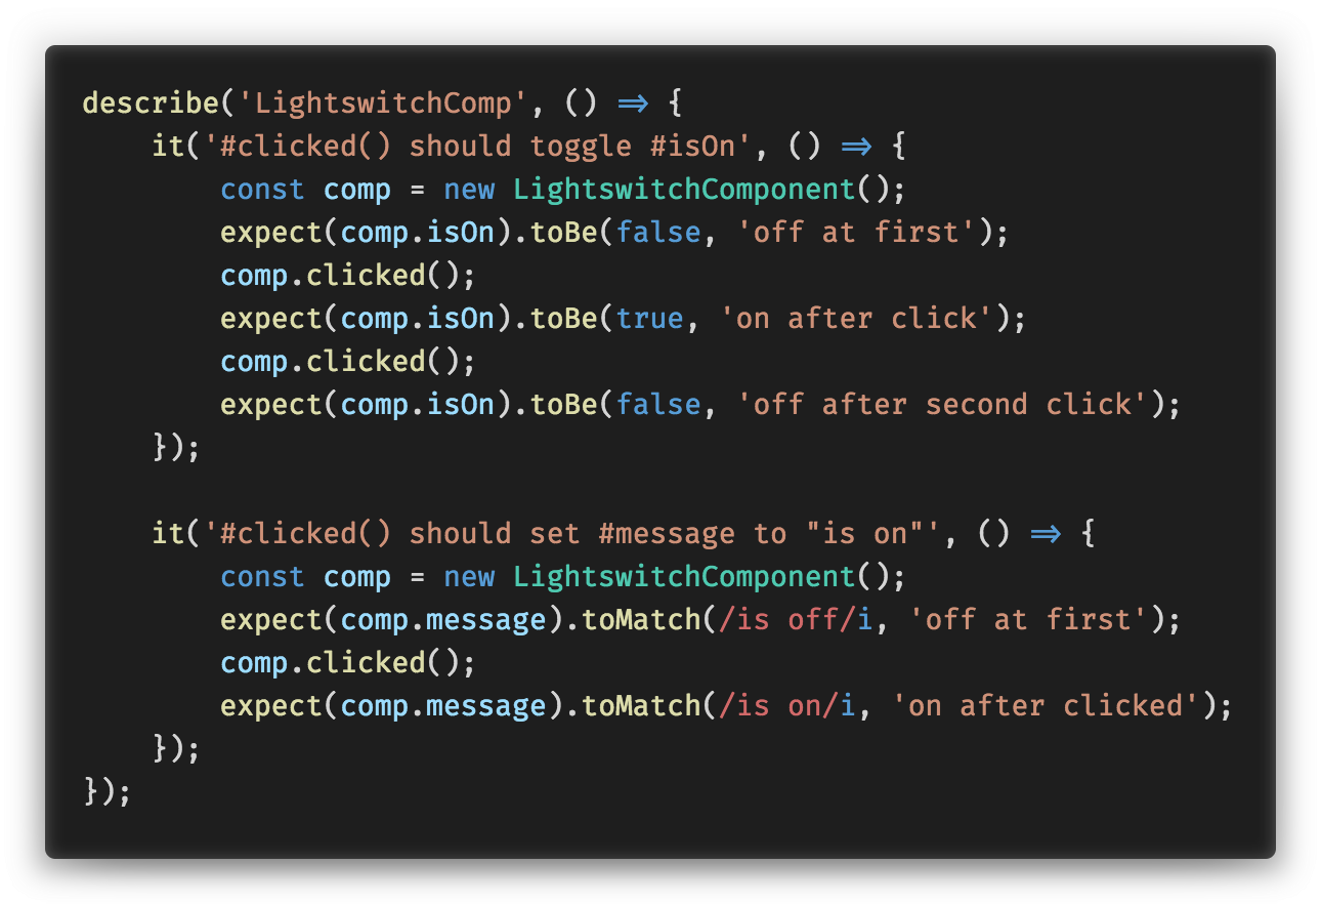 describe('LightswitchComp', () => {
    it('#clicked() should toggle #isOn', () => {
        const comp = new LightswitchComponent();
        expect(comp.isOn).toBe(false, 'off at first');
        comp.clicked();
        expect(comp.isOn).toBe(true, 'on after click');
        comp.clicked();
        expect(comp.isOn).toBe(false, 'off after second click');
    });

    it('#clicked() should set #message to "is on"', () => {
        const comp = new LightswitchComponent();
        expect(comp.message).toMatch(/is off/i, 'off at first');
        comp.clicked();
        expect(comp.message).toMatch(/is on/i, 'on after clicked');
    });
});